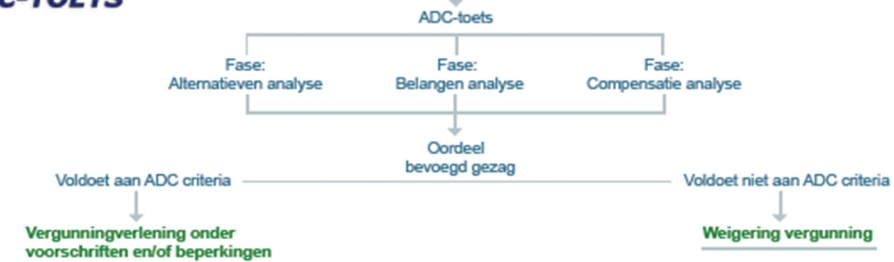 C-TOETS
ADC-toets
Fase: Fase: Fase:
Alternatieven analyse Belangen analyse Compensatie analyse
Oordeel
bevoegd gezag
Voldoet aan ADC criteria Voldoet niet aan ADC criteria
Vergunningverlening onder
voorschriften en/of beperkingen
Weigering vergunning